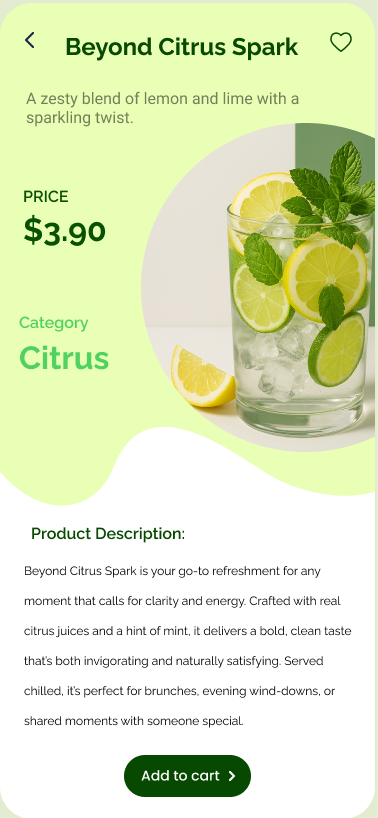 Beyond Citrus Spark
A zesty blend of lemon and lime with a
sparkling twist.
PRICE
$3.90
Category
Citrus
Product Description:
Beyond Citrus Spark is your go-to refreshment for any
moment that calls for clarity and energy. Crafted with real
citrus juices and a hint of mint, it delivers a bold, clean taste
that's both invigorating and naturally satisfying. Served
chilled, it's perfect for brunches, evening wind-downs, or
shared moments with someone special.
Add to cart